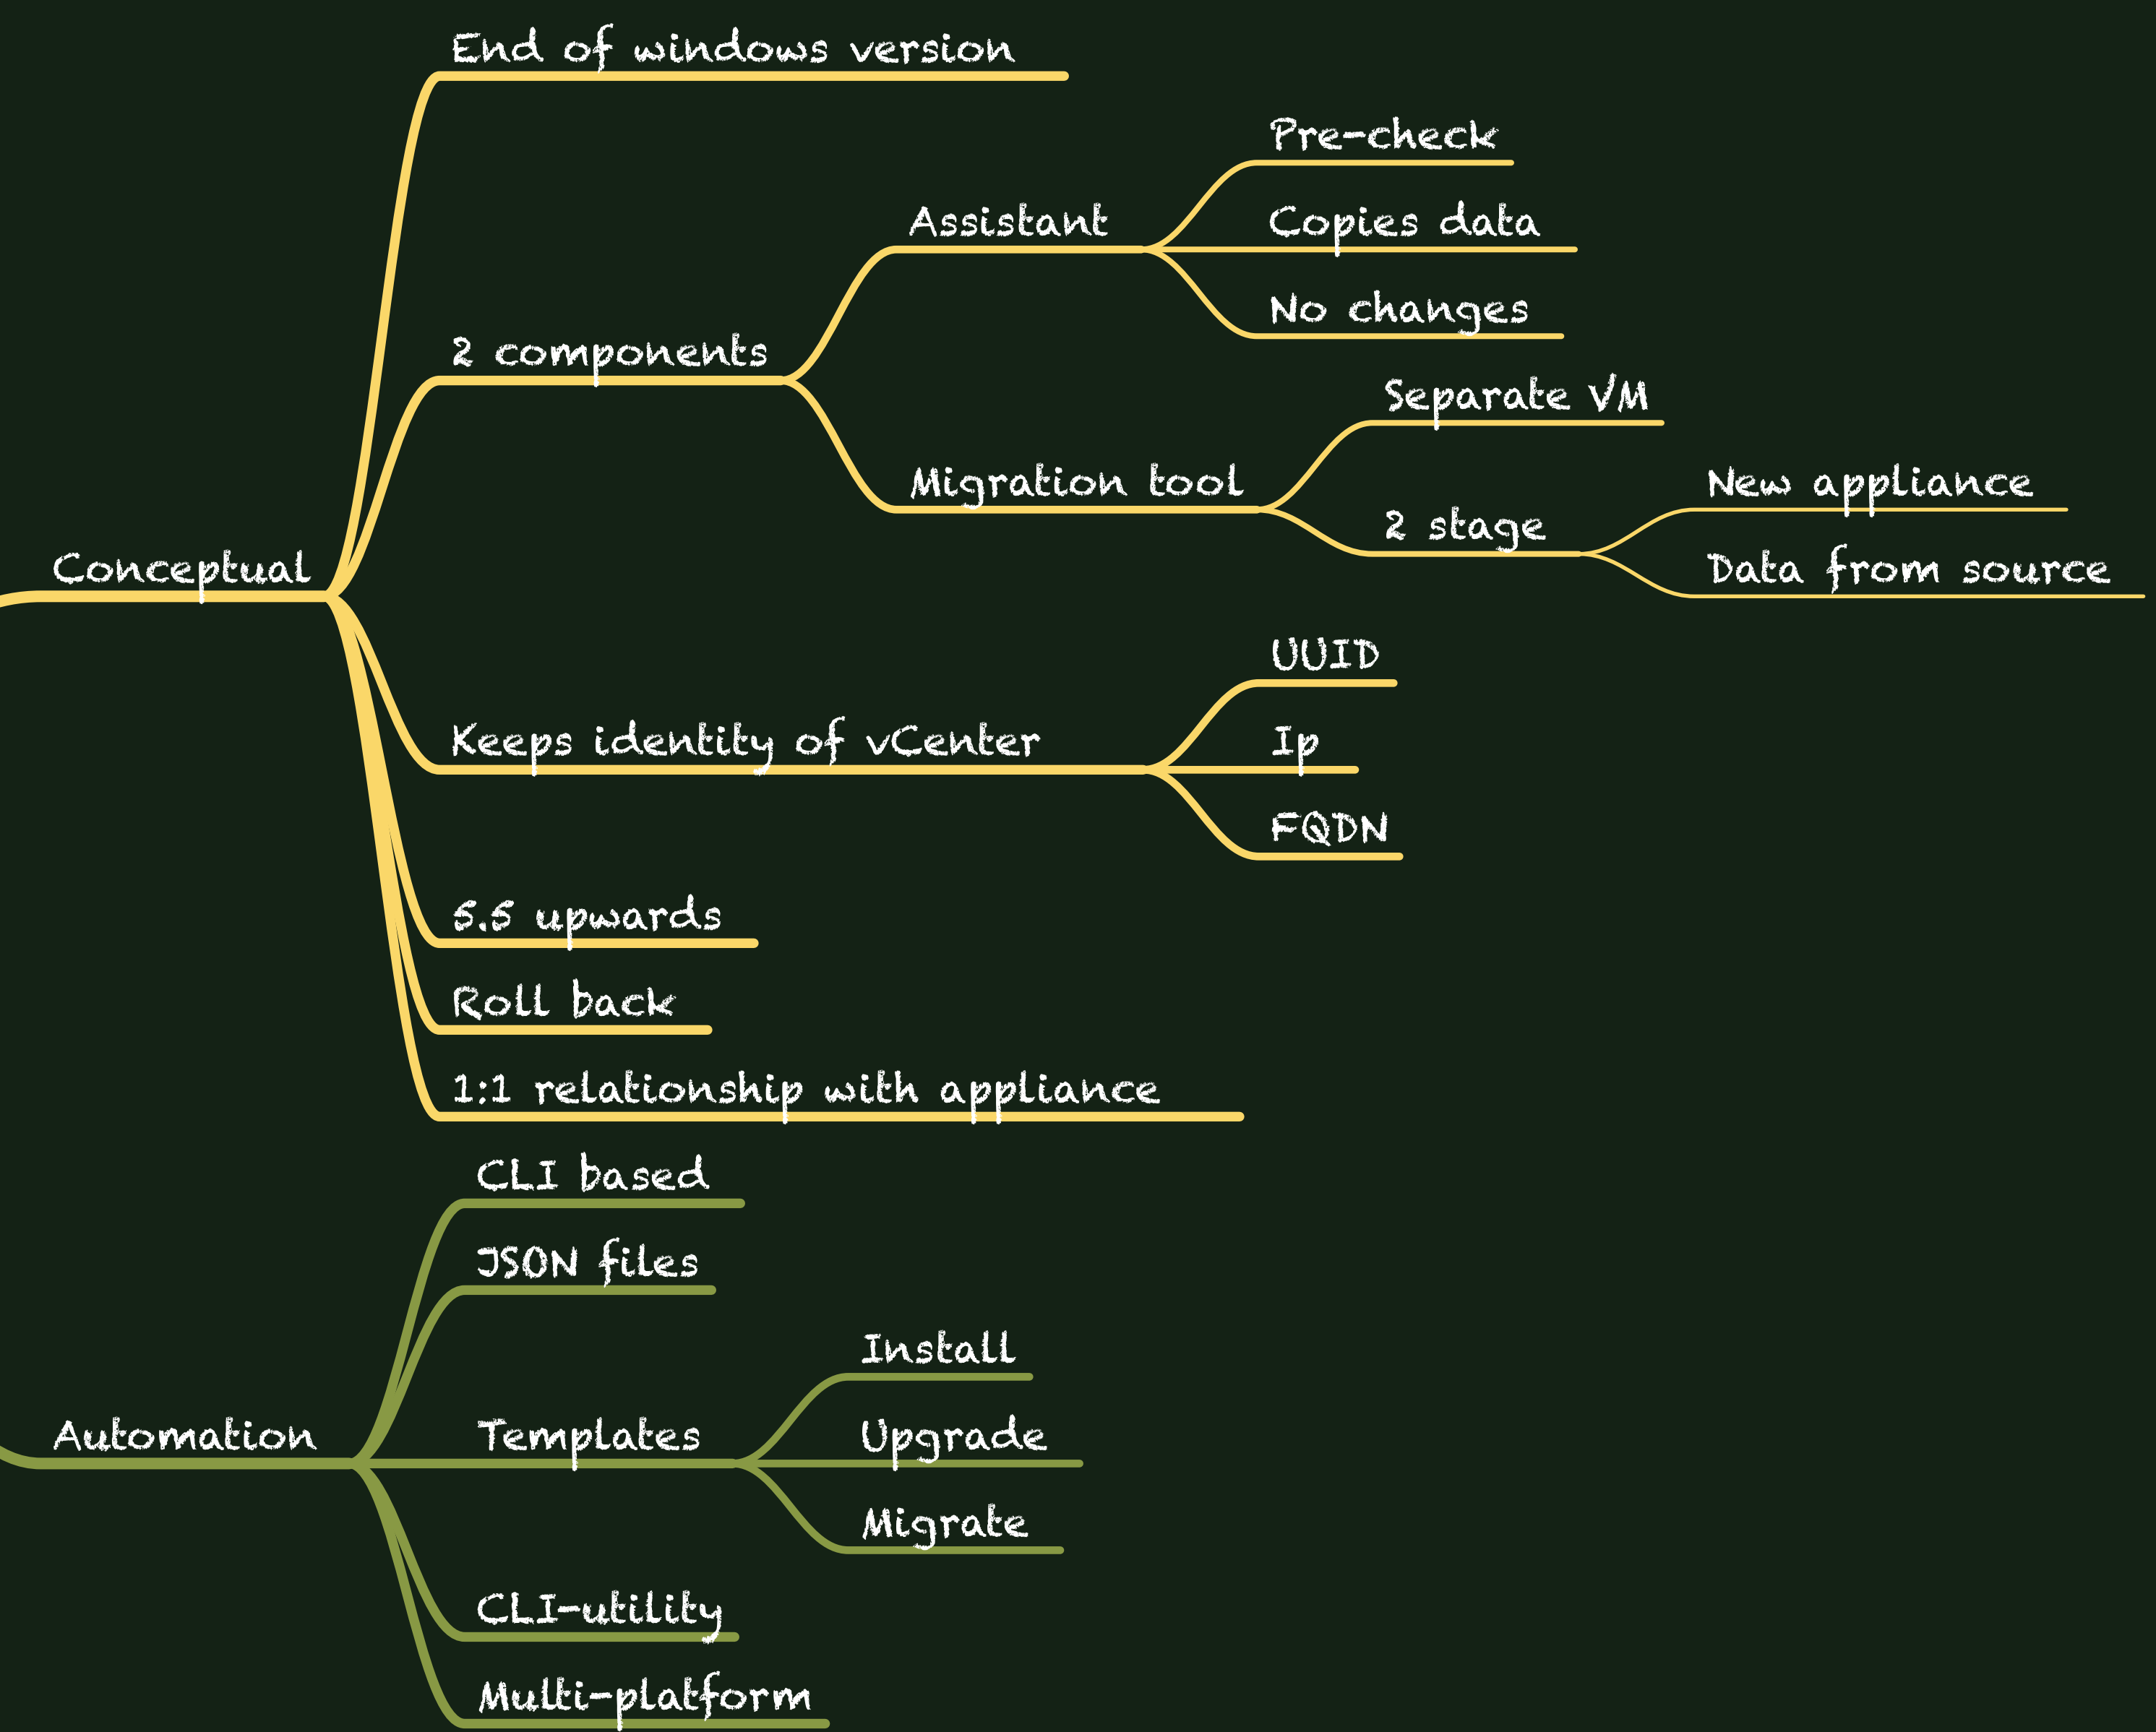 End of windows version
Pre-check
Assistant
Copies data
No changes
2 components
Separate VM
Migration tool
New appliance
2 stage
Data from source
Conceptual
UUID
Keeps identity of vCenter
Ip
FQDN
5.5 upwards
Roll back
1:1 relationship with appliance
CLI based
JSON files
Install
Automation
Templates
Upgrade
Migrate
CLI-utility
Multi-platform